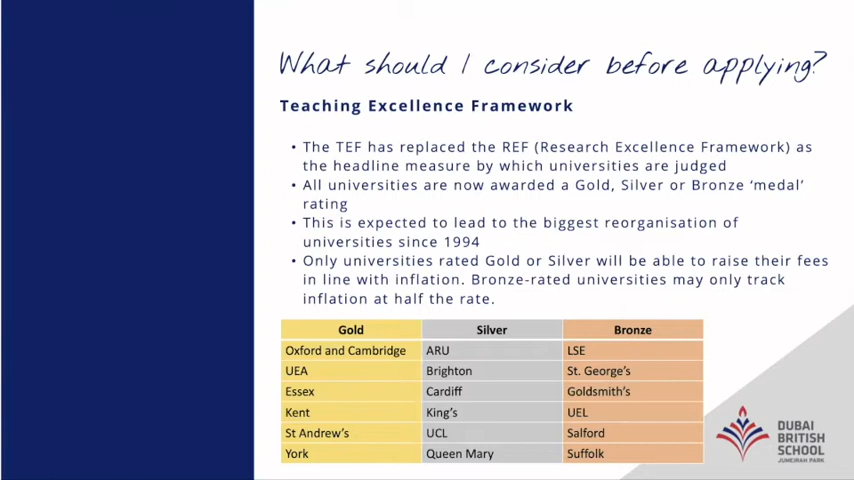 What should I consider before applying?
Teaching Excellence Framework
• The TEF has replaced the REF (Research Excellence Framework) as
the headline measure by which universities are judged
• All universities are now awarded a Gold, Silver or Bronze ‘medal’
rating
• This is expected to lead to the biggest reorganisation of
universities since 1994
• Only universities rated Gold or Silver will be able to raise their fees
in line with inflation. Bronze-rated universities may only track
inflation at half the rate.
Gold Silver Bronze
Oxford and Cambridge ARU LSE
UEA Brighton St. George’s
Essex Cardiff Goldsmith’s
Kent King’s UEL
St Andrew’s UCL Salford
York Queen Mary Suffolk
DUBAI
BRITISH
SCHOOL
JUMEIRAH PARK